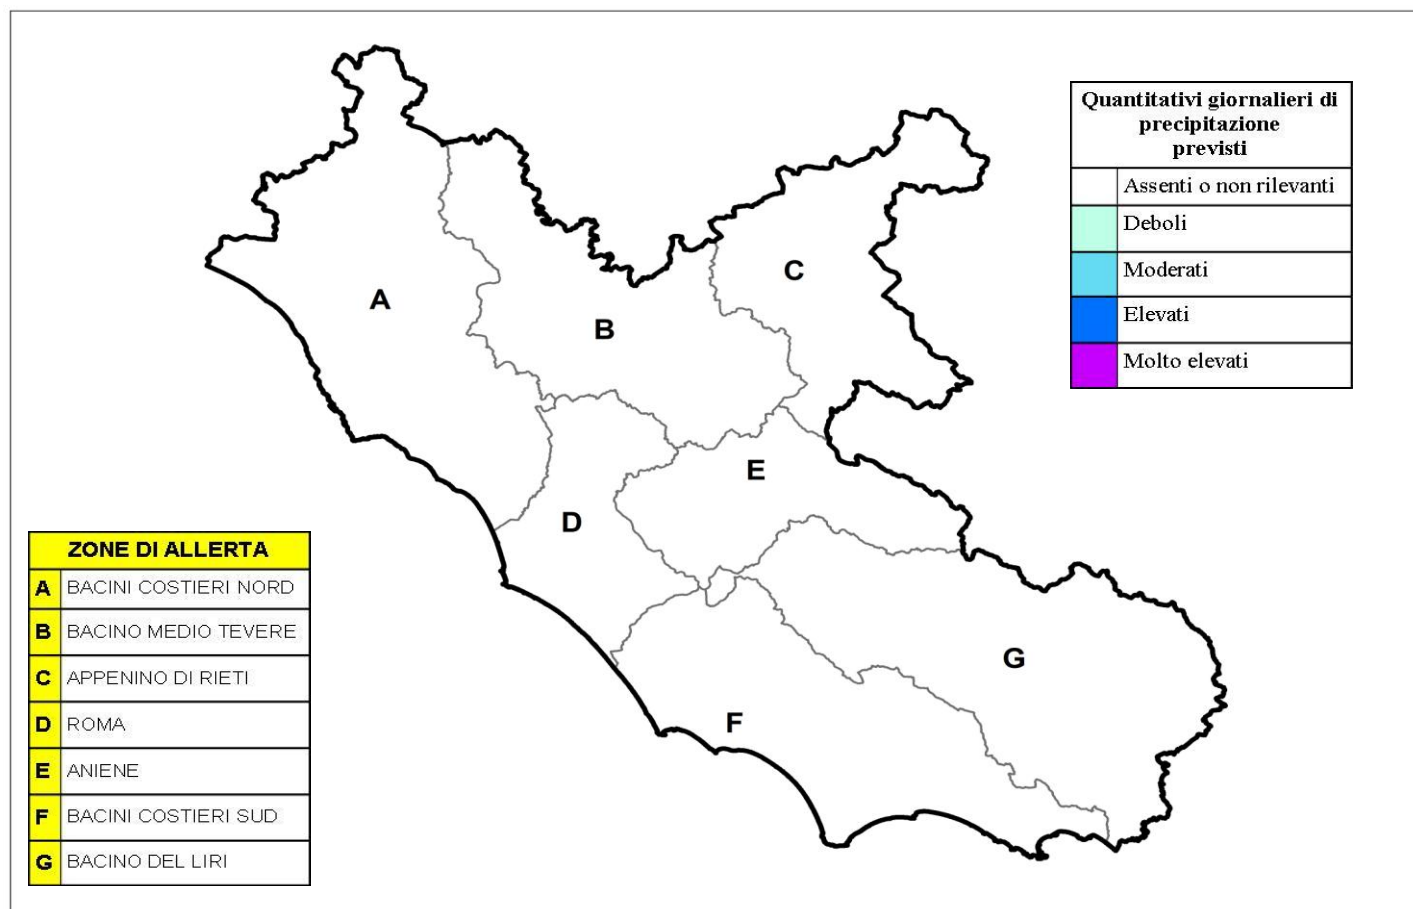 Quantitativi giornalieri di
precipitazione
previsti
Assenti o non rilevanti
Deboli
Moderati
Elevati
Molto elevati
A
B
C
D
E
F
G
ZONE DI ALLERTA
A BACINI COSTIERI NORD
B BACINO MEDIO TEVERE
C APPENINO DI RIETI
D ROMA
E ANIENE
F BACINI COSTIERI SUD
G BACINO DEL LIRI